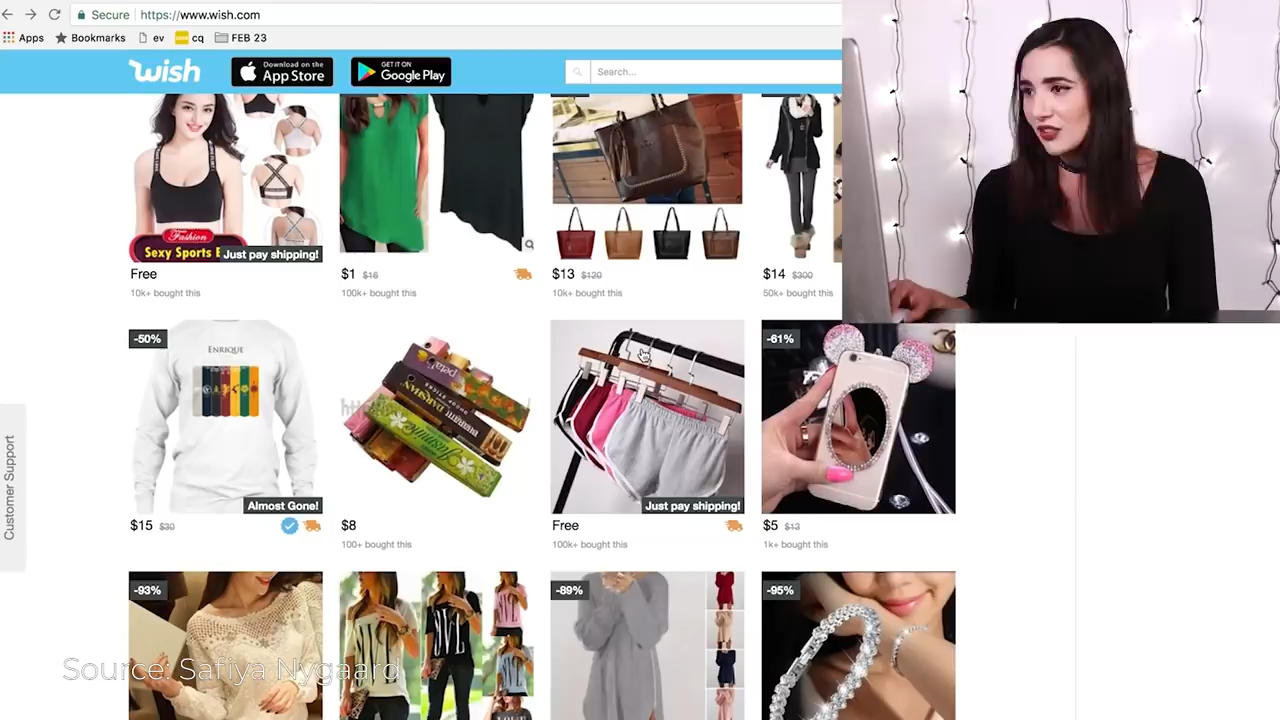 Secure https://www.wish.com
Apps Bookmarks ev cq FEB 23
wish Download on the App Store GET IT ON Google Play Search...
Fashion
Sexy Sports B Just pay shipping!
Free $1 $16 $13 $120 $14 $300
10k+ bought this 100k+ bought this 10k+ bought this 50k+ bought this
-50% -61%
ENRIQUE
petal
BHARATH DARSHAN
Jasmine
Almost Gone! Just pay shipping!
$15 $30 $8 Free $5 $13
100+ bought this 100k+ bought this 1k+ bought this
Customer Support
-93% -89% -95%
Source: Safiya Nygaard